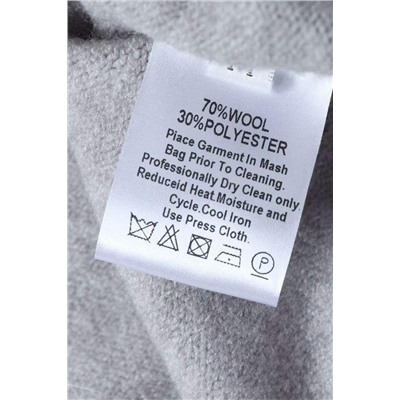 70%WOOL
30%POLYESTER
Place Garment In Mash
Bag Prior To Cleaning.
Professionally Dry Clean only.
Reduceid Heat.Moisture and
Cycle.Cool Iron
Use Press Cloth.
P